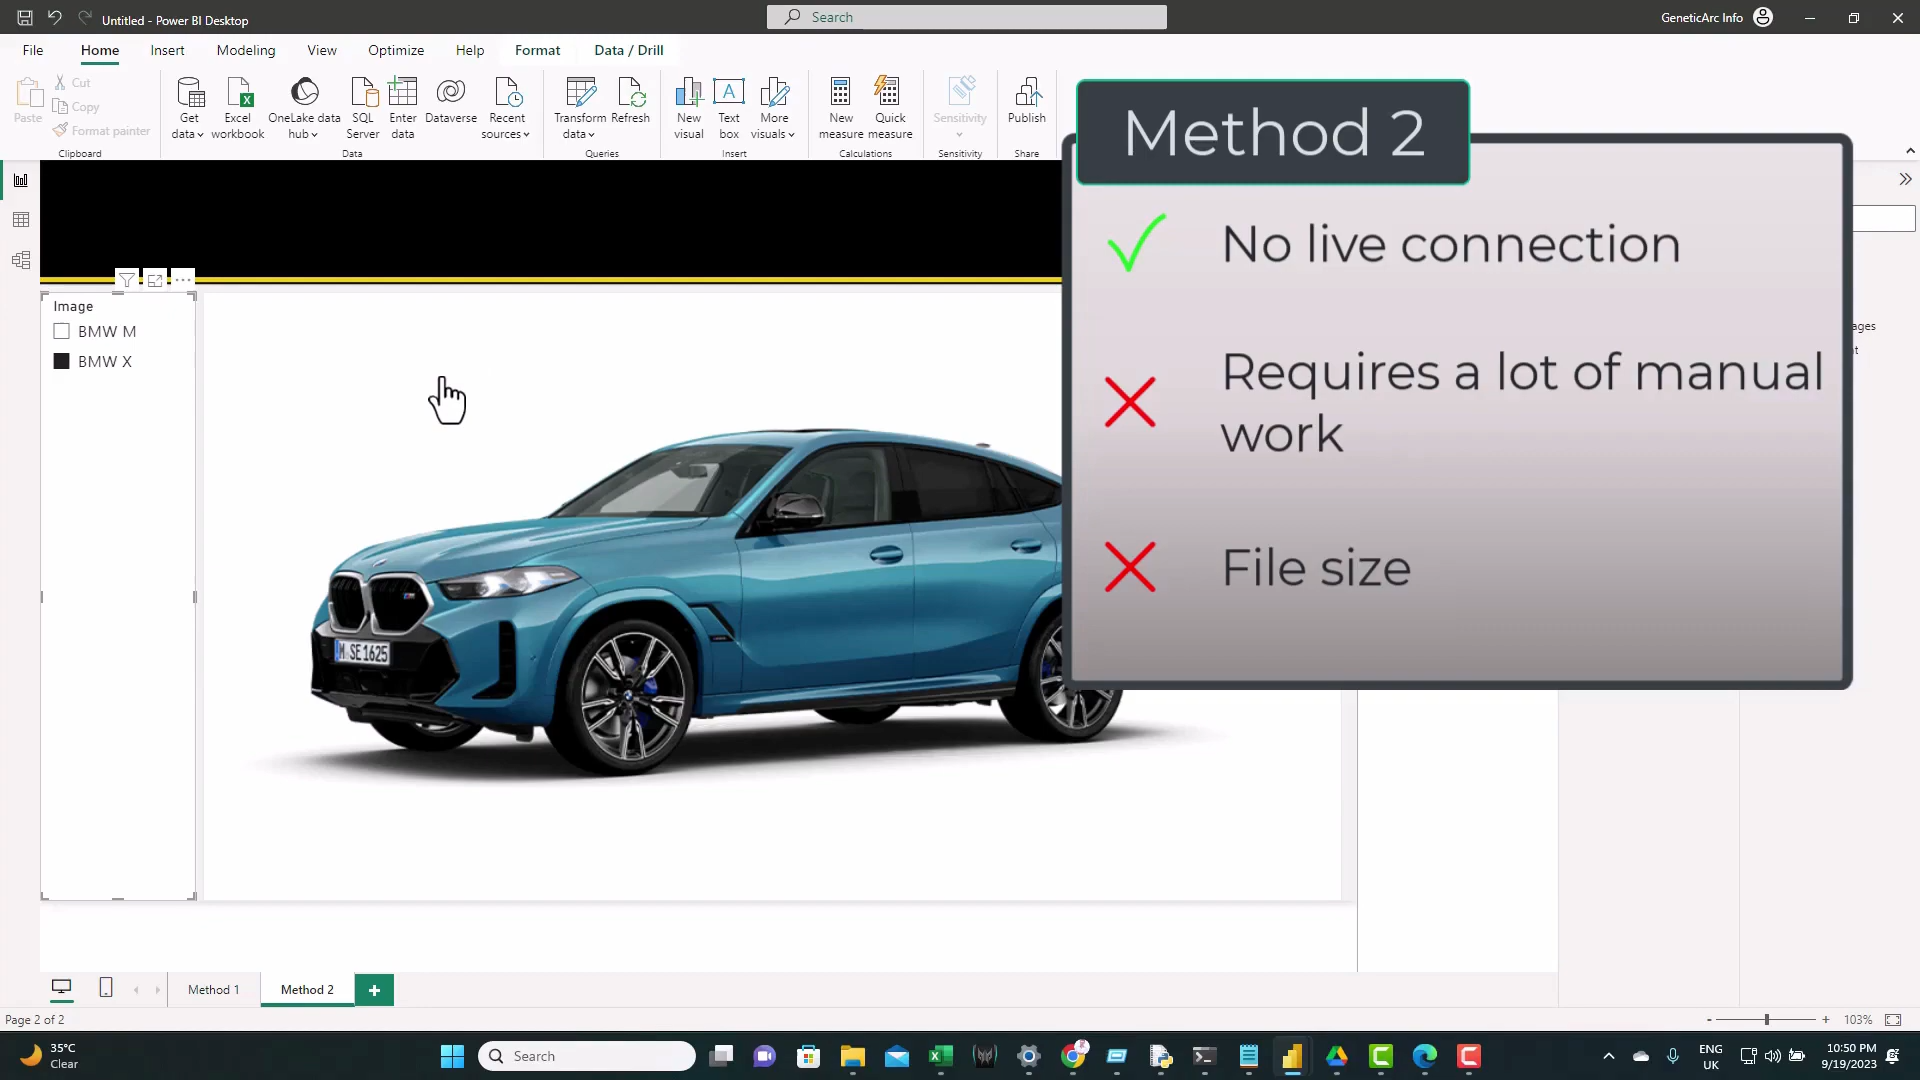 Untitled - Power BI Desktop
Search
GeneticArc Info
File
Home
Insert
Modeling
View
Optimize
Help
Format
Data / Drill
Paste
Cut
Copy
Format painter
Clipboard
Get data
Excel workbook
OneLake data hub
SQL Server
Enter data
Dataverse
Recent sources
Data
Transform data
Refresh
Queries
New visual
Text box
More visuals
Insert
New measure
Quick measure
Calculations
Sensitivity
Sensitivity
Publish
Share
Method 2
No live connection
Requires a lot of manual
work
File size
ages
Image
BMW M
BMW X
M SE 1625
Method 1
Method 2
Page 2 of 2
- + 103%
35°C
Clear
Search
ENG
UK
10:50 PM
9/19/2023